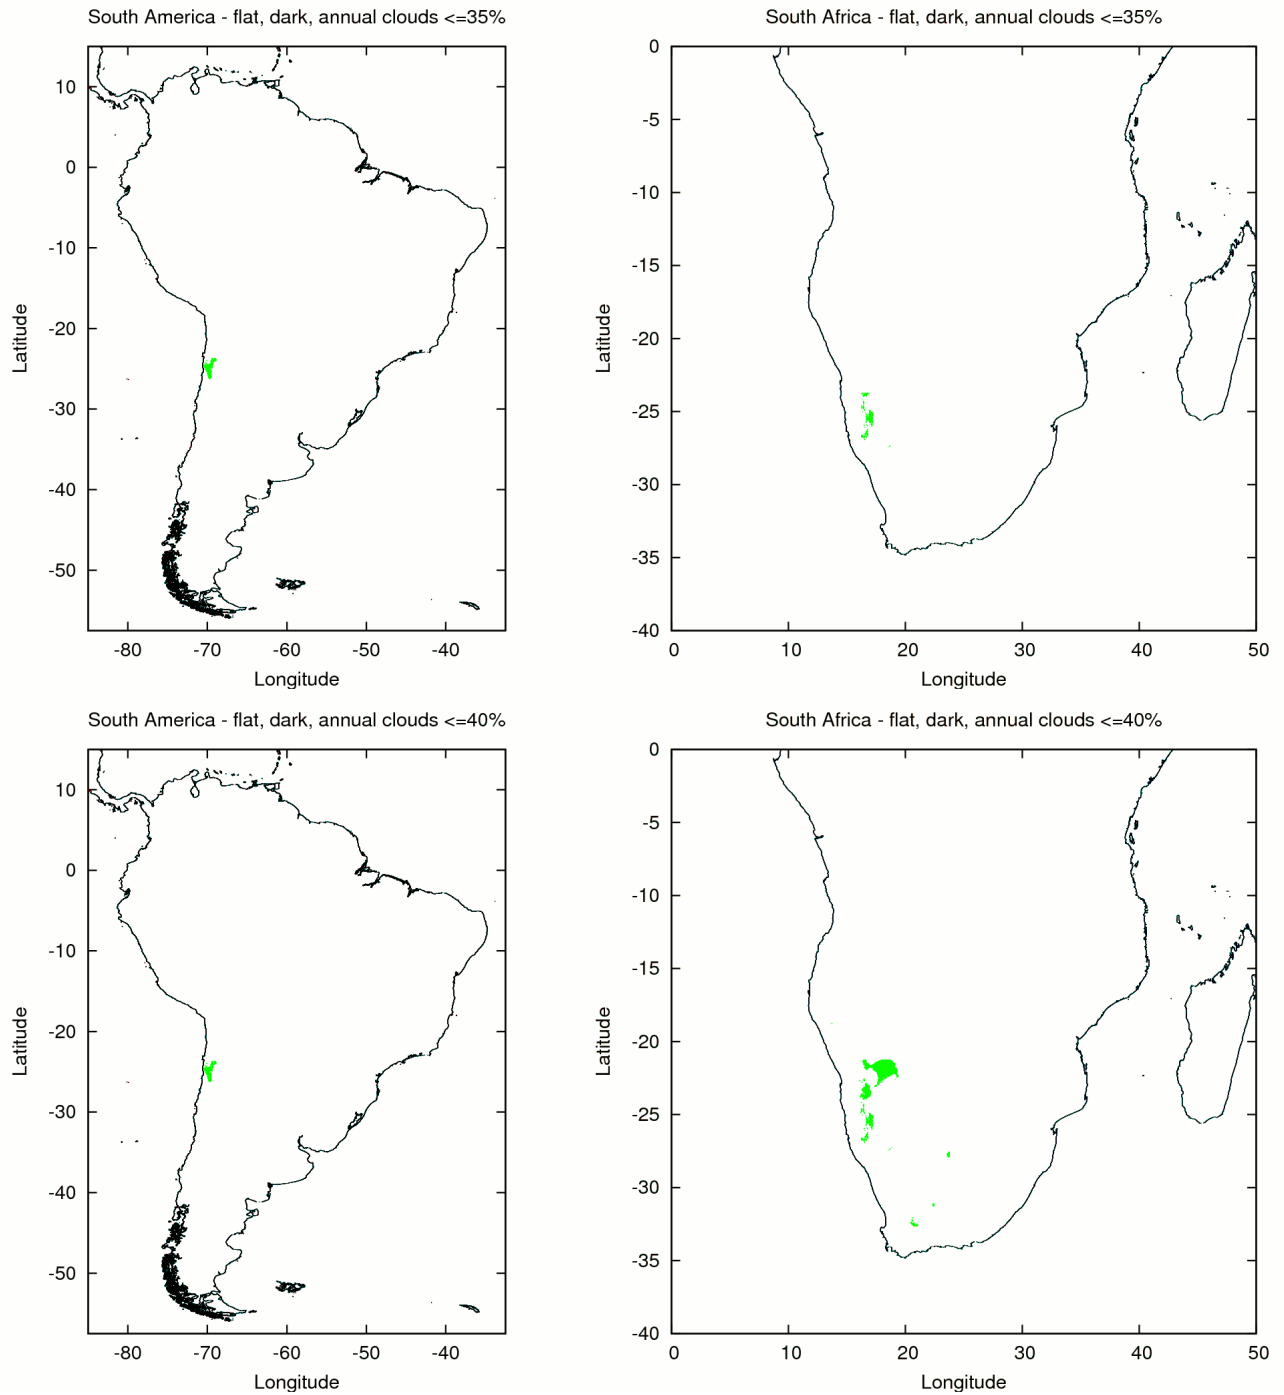 South America - flat, dark, annual clouds <=35%
10
0
-10
-20
-30
-40
-50
Latitude
-80 -70 -60 -50 -40
Longitude
South Africa - flat, dark, annual clouds <=35%
0
-5
-10
-15
-20
-25
-30
-35
-40
Latitude
0 10 20 30 40 50
Longitude
South America - flat, dark, annual clouds <=40%
10
0
-10
-20
-30
-40
-50
Latitude
-80 -70 -60 -50 -40
Longitude
South Africa - flat, dark, annual clouds <=40%
0
-5
-10
-15
-20
-25
-30
-35
-40
Latitude
0 10 20 30 40 50
Longitude